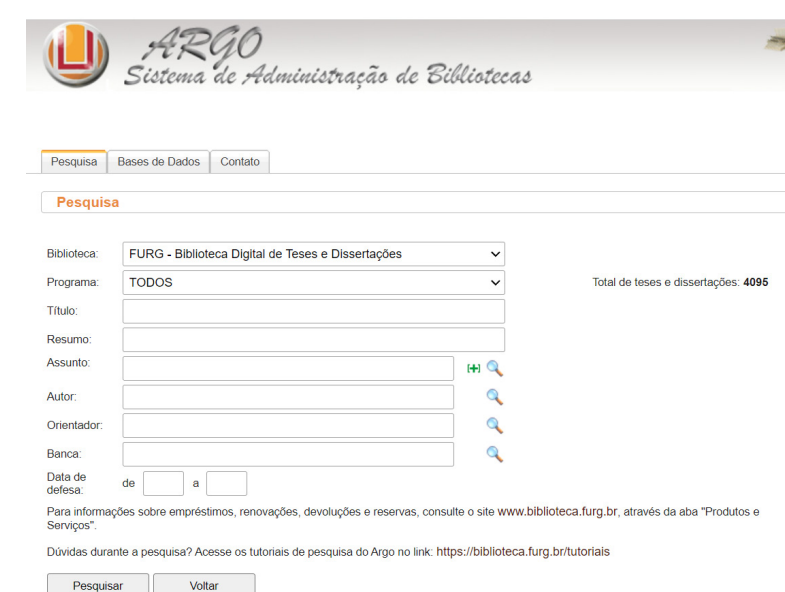 ARGO
Sistema de Administração de Bibliotecas
Pesquisa Bases de Dados Contato
Pesquisa
Biblioteca: FURG - Biblioteca Digital de Teses e Dissertações
Programa: TODOS Total de teses e dissertações: 4095
Título:
Resumo:
Assunto: [+]
Autor:
Orientador:
Banca:
Data de
defesa: de a
Para informações sobre empréstimos, renovações, devoluções e reservas, consulte o site www.biblioteca.furg.br, através da aba "Produtos e
Serviços".
Dúvidas durante a pesquisa? Acesse os tutoriais de pesquisa do Argo no link: https://biblioteca.furg.br/tutoriais
Pesquisar Voltar